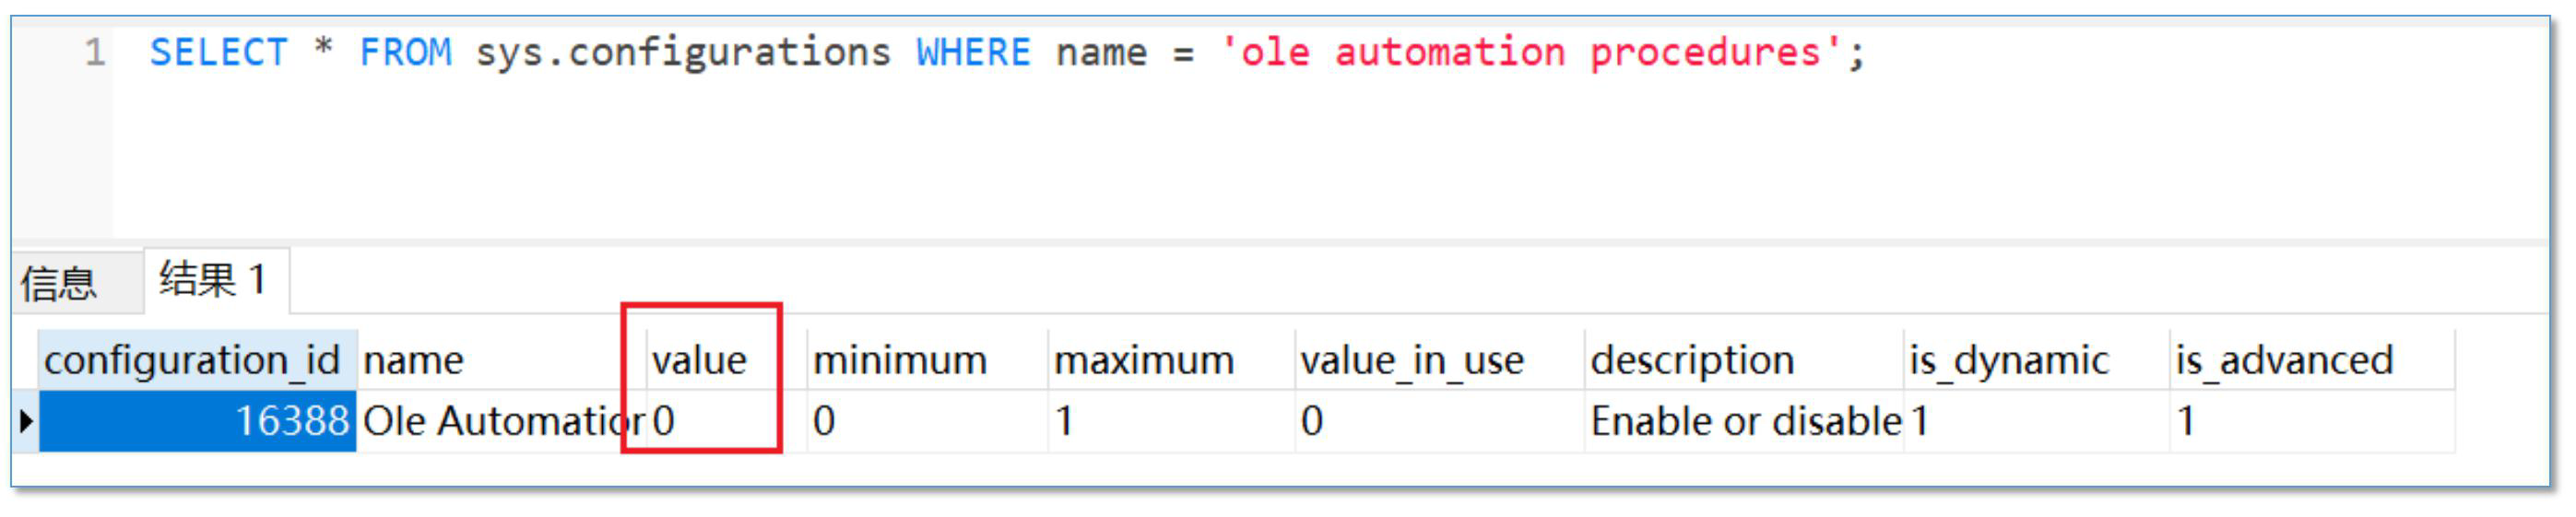 1 SELECT * FROM sys.configurations WHERE name = 'ole automation procedures';
信息 结果 1
configuration_id name value minimum maximum value_in_use description is_dynamic is_advanced
16388 Ole Automation 0 0 1 0 Enable or disable 1 1